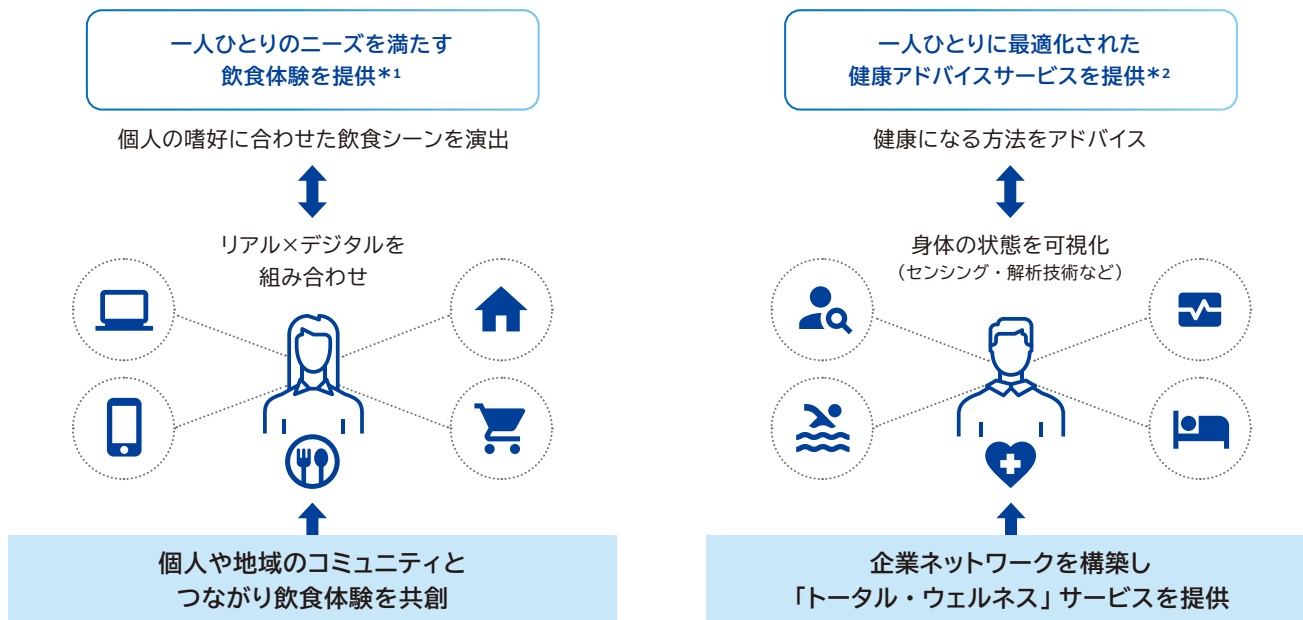 一人ひとりのニーズを満たす
飲食体験を提供*1
個人の嗜好に合わせた飲食シーンを演出
リアル×デジタルを
組み合わせ
個人や地域のコミュニティと
つながり飲食体験を共創
一人ひとりに最適化された
健康アドバイスサービスを提供*2
健康になる方法をアドバイス
身体の状態を可視化
（センシング・解析技術など）
企業ネットワークを構築し
「トータル・ウェルネス」サービスを提供